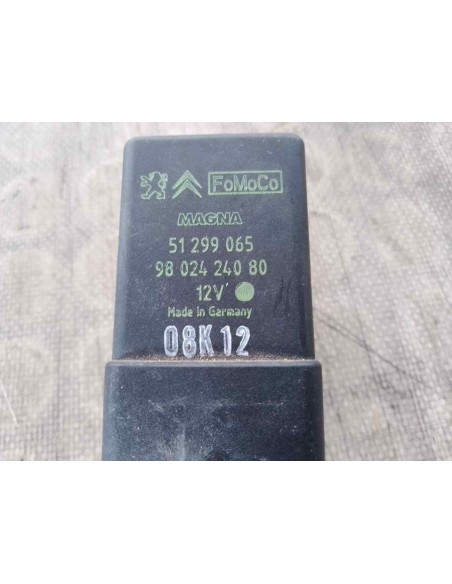 FoMoCo
MAGNA
51 299 065
98 024 240 80
12V
Made in Germany
08K12